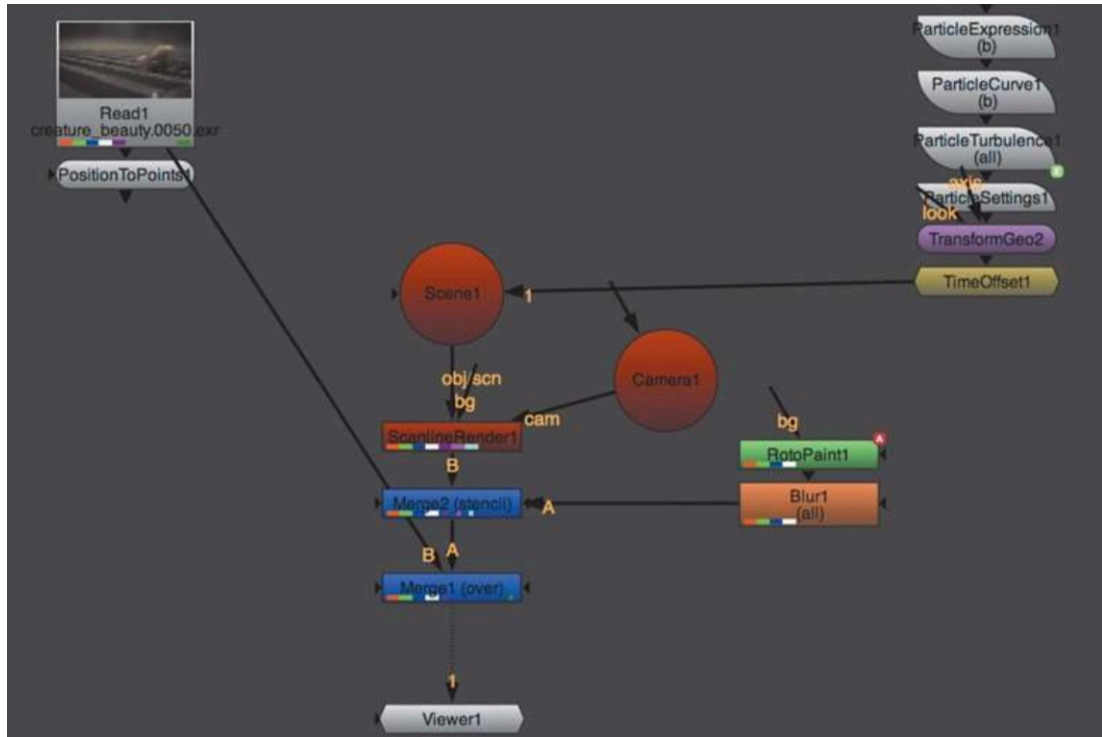 Read1
creature_beauty.0050.exr
PositionToPoints1
ParticleExpression1
(b)
ParticleCurve1
(b)
ParticleTurbulence1
(all)
axis
ParticleSettings1
look
TransformGeo2
TimeOffset1
Scene1
1
Camera1
obj/scn
bg
cam
ScanlineRender1
B
bg
RotoPaint1
A
Blur1
(all)
Merge2 (stencil)
A
B
A
Merge1 (over)
1
Viewer1